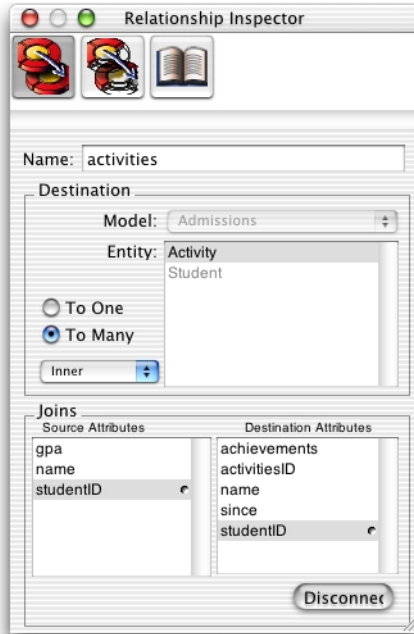 Relationship Inspector
Name: activities
Destination
Model: Admissions
Entity: Activity
Student
To One
To Many
Inner
Joins
Source Attributes Destination Attributes
gpa achievements
name activitiesID
studentID name
since
studentID
Disconnec